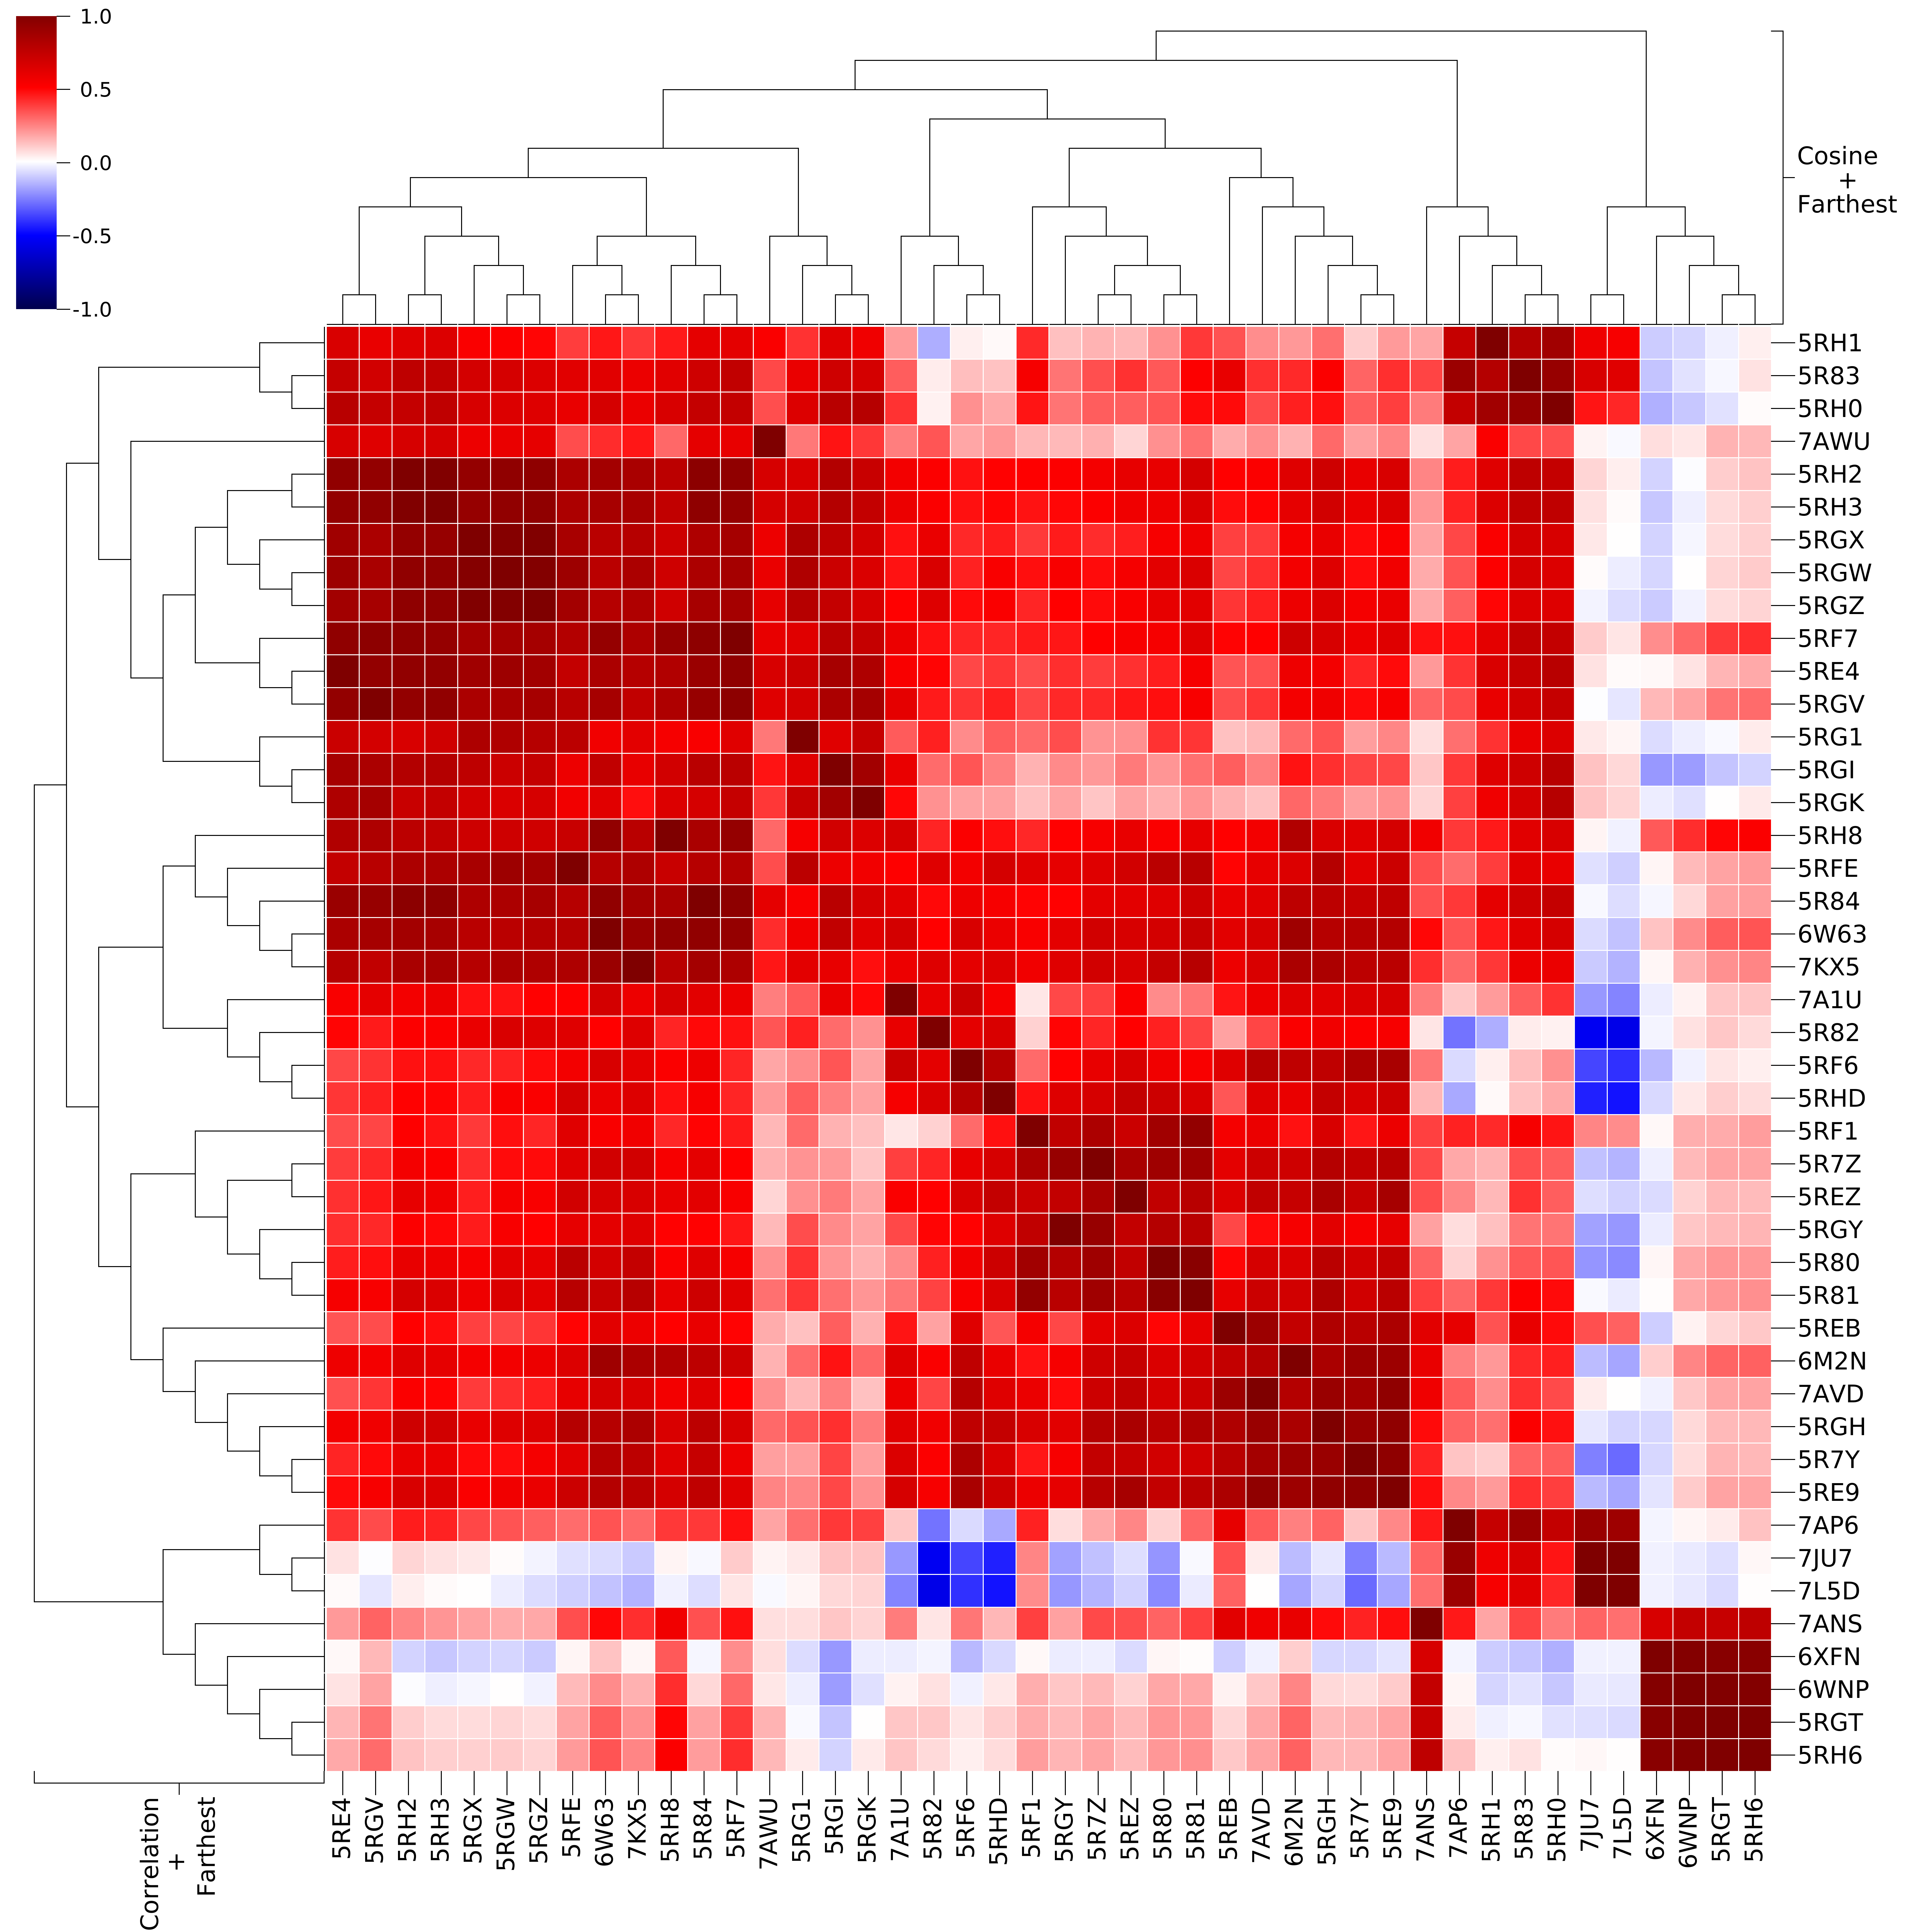 1.0
0.5
0.0
-0.5
-1.0
Cosine
+
Farthest
5RH1
5R83
5RH0
7AWU
5RH2
5RH3
5RGX
5RGW
5RGZ
5RF7
5RE4
5RGV
5RG1
5RGI
5RGK
5RH8
5RFE
5R84
6W63
7KX5
7A1U
5R82
5RF6
5RHD
5RF1
5R7Z
5REZ
5RGY
5R80
5R81
5REB
6M2N
7AVD
5RGH
5R7Y
5RE9
7AP6
7JU7
7L5D
7ANS
6XFN
6WNP
5RGT
5RH6
Correlation
+
Farthest
5RE4
5RGV
5RH2
5RH3
5RGX
5RGW
5RGZ
5RFE
6W63
7KX5
5RH8
5R84
5RF7
7AWU
5RG1
5RGI
5RGK
7A1U
5R82
5RF6
5RHD
5RF1
5RGY
5R7Z
5REZ
5R80
5R81
5REB
7AVD
6M2N
5RGH
5R7Y
5RE9
7ANS
7AP6
5RH1
5R83
5RH0
7JU7
7L5D
6XFN
6WNP
5RGT
5RH6